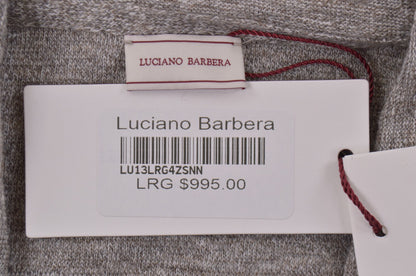 LUCIANO BARBERA
Luciano Barbera
LU13LRG4ZSNN
LRG $995.00